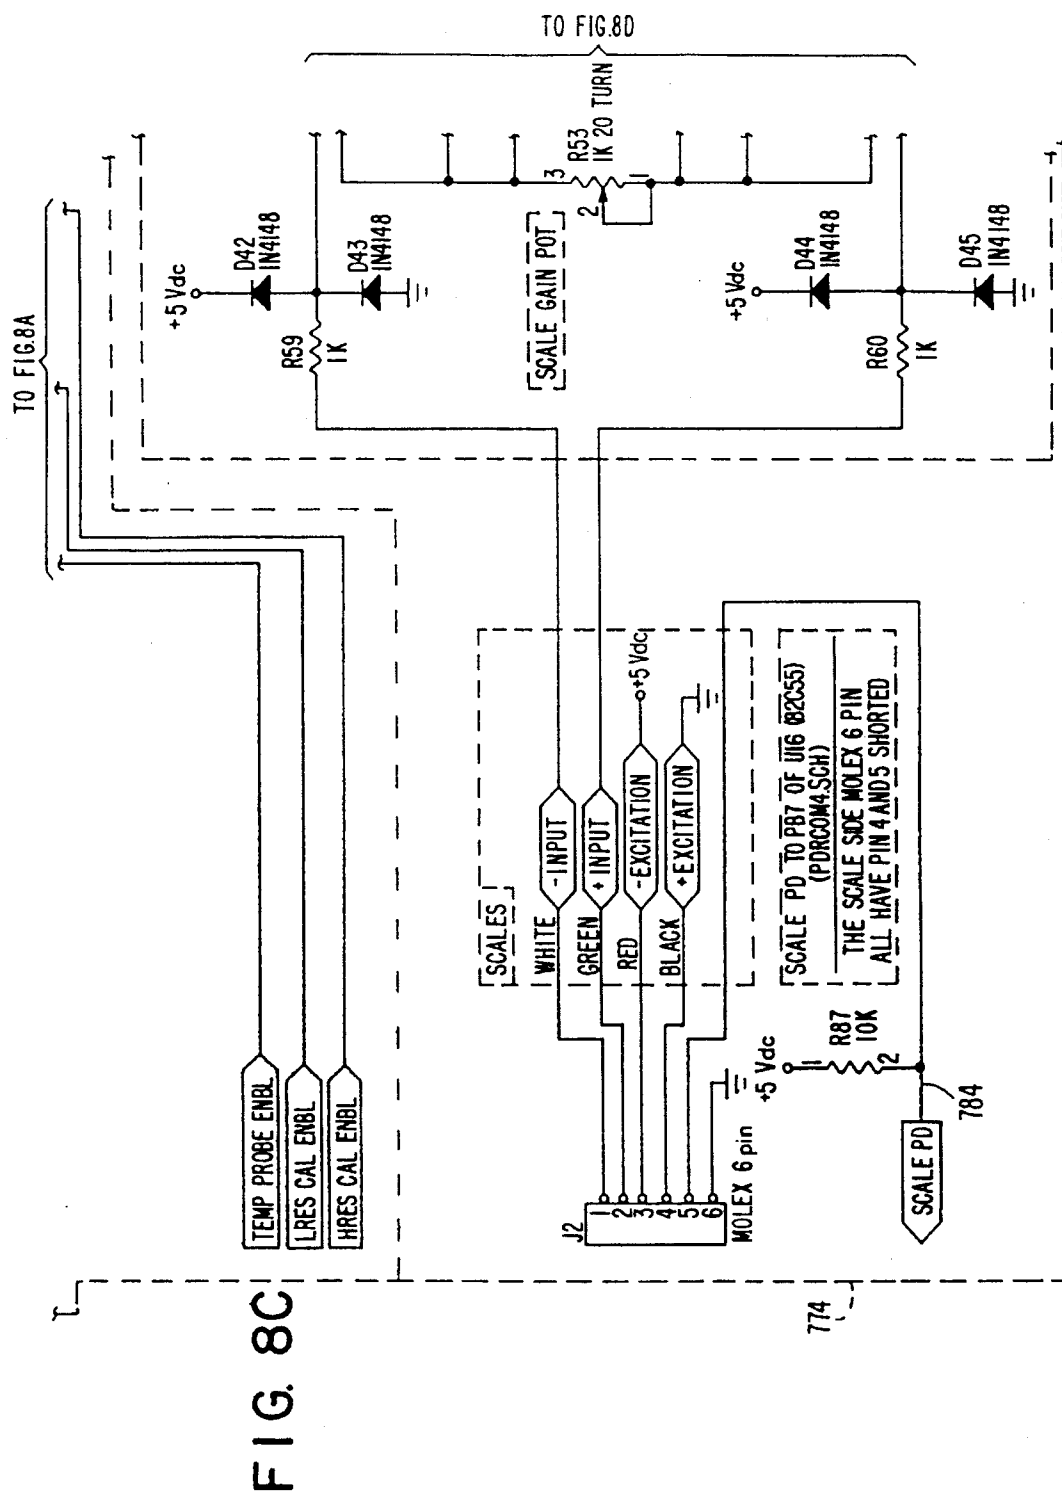 FIG. 8C
TO FIG.8A
TO FIG.8D
TEMP PROBE ENBL
LRES CAL ENBL
HRES CAL ENBL
+5 Vdc
D42
1N4148
R59
1K
D43
1N4148
SCALE GAIN POT
3
R53
1K 20 TURN
2
1
+5 Vdc
D44
1N4148
R60
1K
D45
1N4148
SCALES
WHITE
-INPUT
GREEN
+INPUT
RED
-EXCITATION
+5 Vdc
BLACK
+EXCITATION
J2
1
2
3
4
5
6
MOLEX 6 pin
+5 Vdc
1
R87
10K
2
SCALE PD
784
SCALE PD TO PB7 OF U16 (82C55)
(PDRCOM4.SCH)
THE SCALE SIDE MOLEX 6 PIN
ALL HAVE PIN 4 AND 5 SHORTED
774